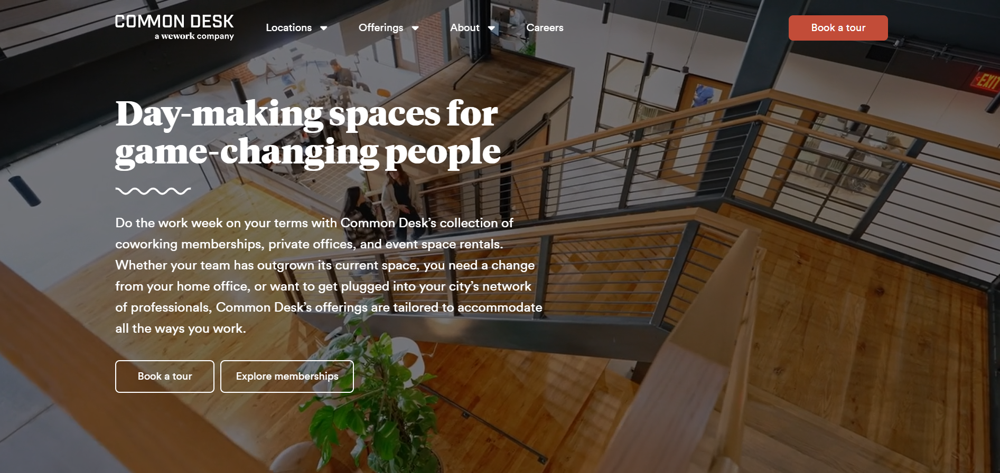 COMMON DESK
a wework company
Locations
Offerings
About
Careers
Book a tour
EXIT
Day-making spaces for
game-changing people
Do the work week on your terms with Common Desk’s collection of
coworking memberships, private offices, and event space rentals.
Whether your team has outgrown its current space, you need a change
from your home office, or want to get plugged into your city’s network
of professionals, Common Desk’s offerings are tailored to accommodate
all the ways you work.
Book a tour
Explore memberships